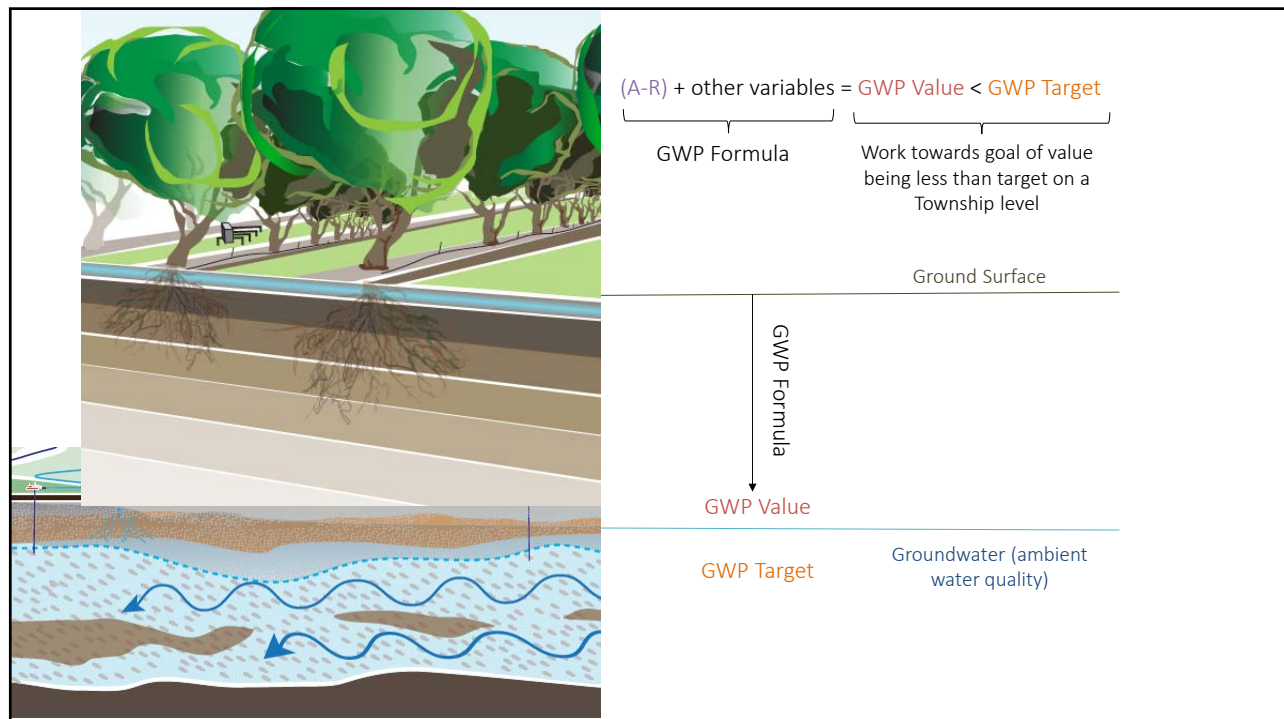 (A-R) + other variables = GWP Value < GWP Target
GWP Formula
Work towards goal of value
being less than target on a
Township level
Ground Surface
GWP Formula
GWP Value
GWP Target
Groundwater (ambient
water quality)